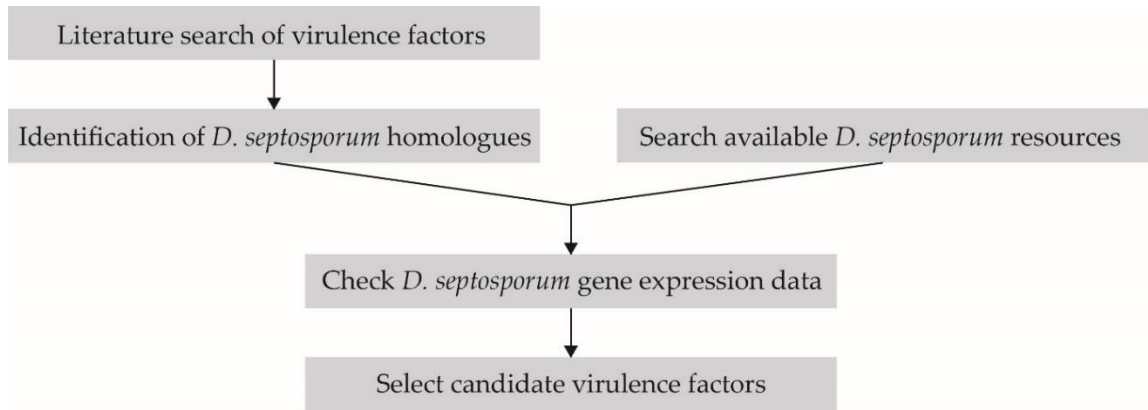 Literature search of virulence factors
Identification of D. septosporum homologues
Search available D. septosporum resources
Check D. septosporum gene expression data
Select candidate virulence factors